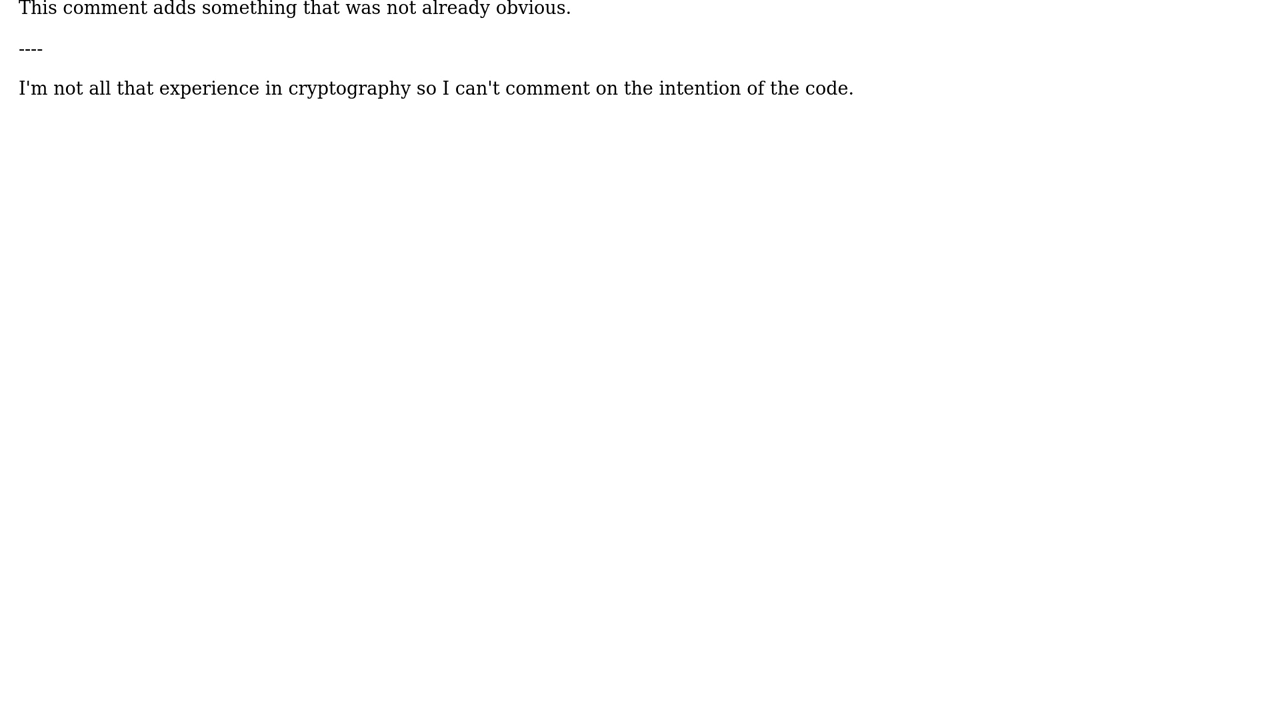 This comment adds something that was not already obvious.
----
I'm not all that experience in cryptography so I can't comment on the intention of the code.